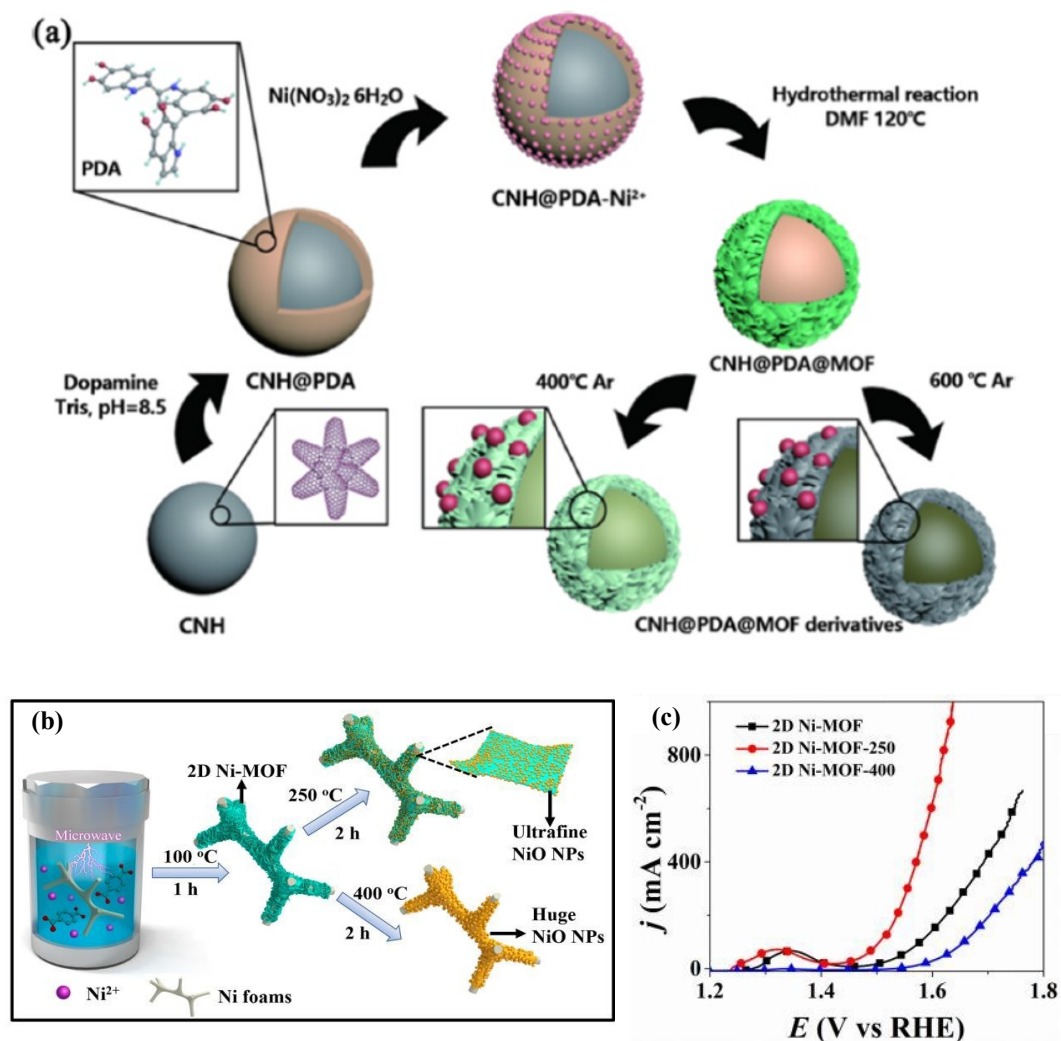 (a)
PDA
Ni(NO₃)₂ 6H₂O
CNH@PDA-Ni²⁺
Hydrothermal reaction
DMF 120℃
CNH@PDA
CNH@PDA@MOF
Dopamine
Tris, pH=8.5
400℃ Ar
600 ℃ Ar
CNH
CNH@PDA@MOF derivatives
(b)
Microwave
Ni²⁺
Ni foams
100 °C
1 h
2D Ni-MOF
250 °C
2 h
Ultrafine
NiO NPs
400 °C
2 h
Huge
NiO NPs
(c)
2D Ni-MOF
2D Ni-MOF-250
2D Ni-MOF-400
j (mA cm⁻²)
800
400
0
1.2 1.4 1.6 1.8
E (V vs RHE)